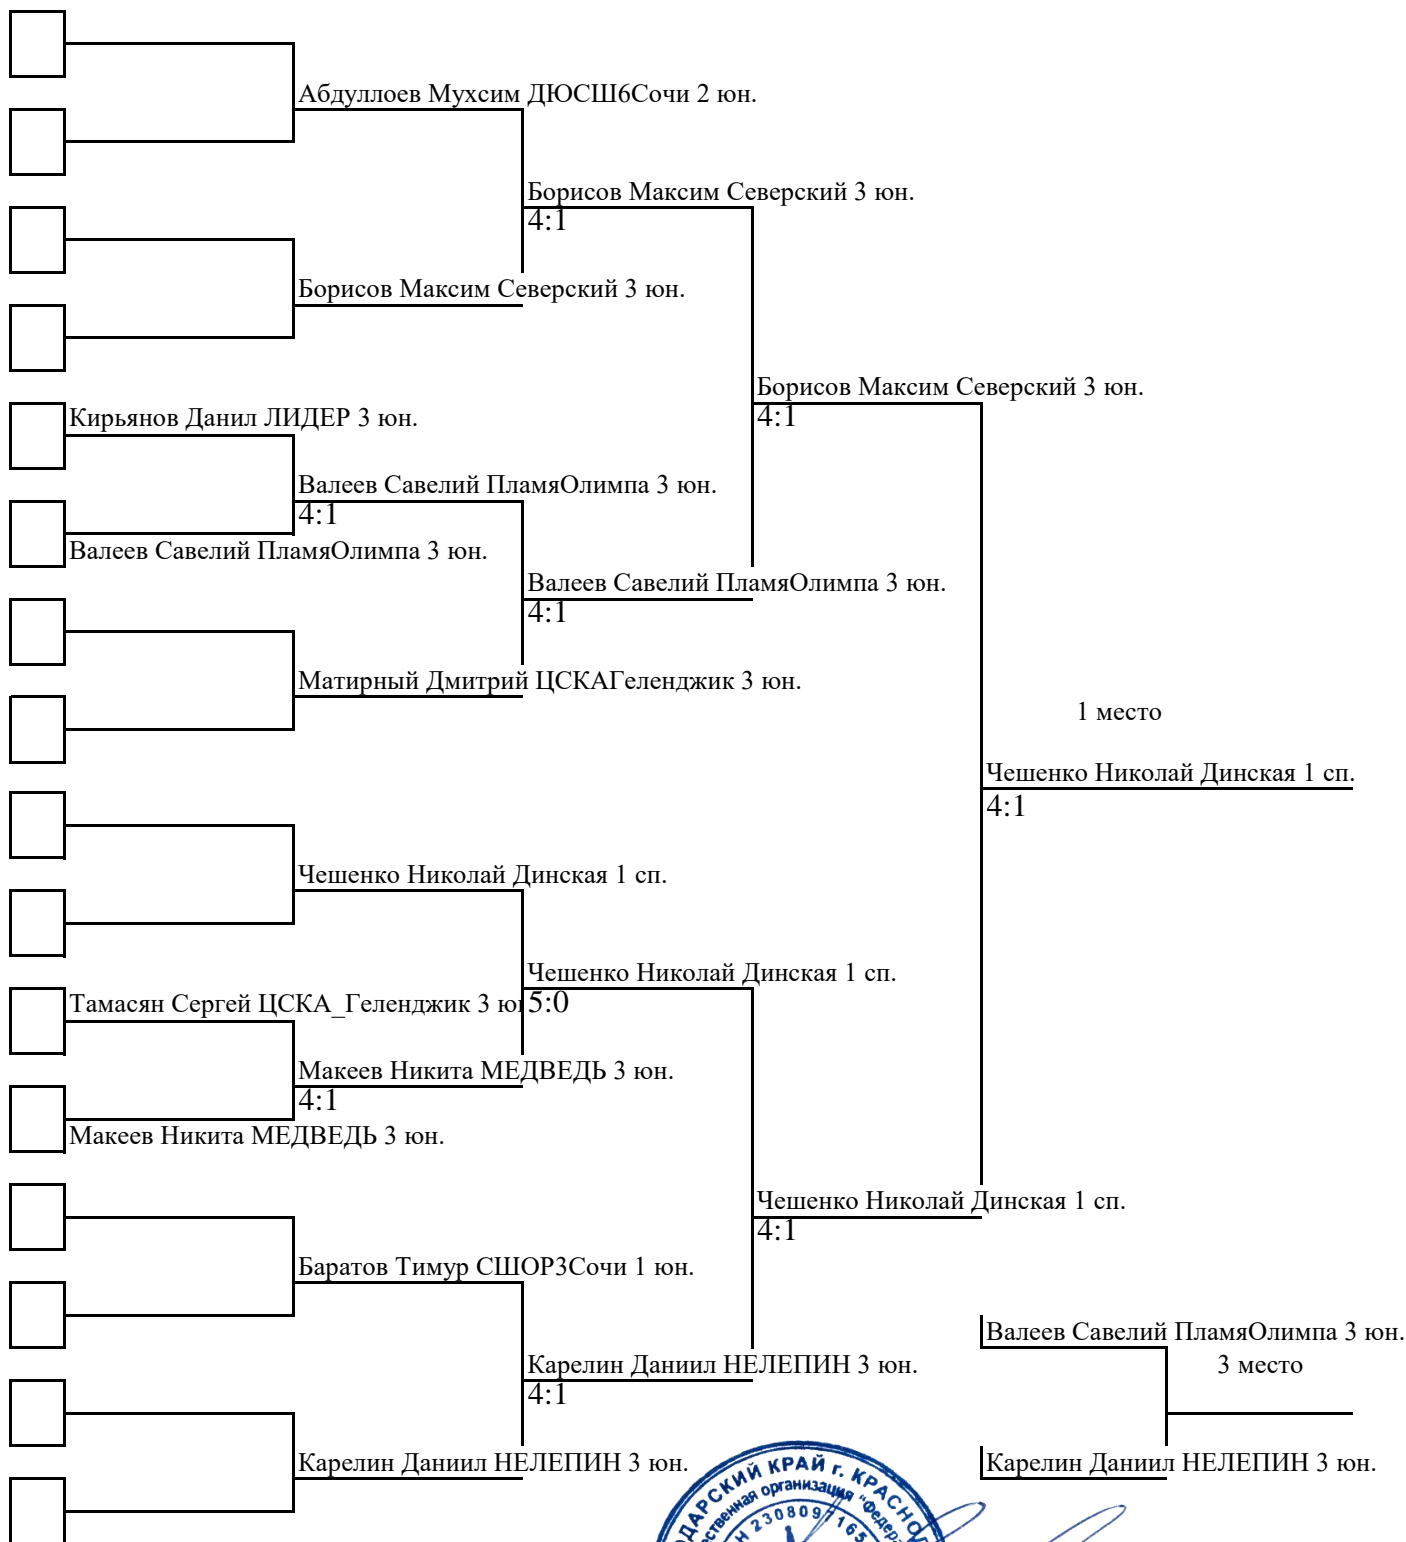 Абдуллоев Мухсим ДЮСШ6Сочи 2 юн.
Борисов Максим Северский 3 юн.
4:1
Борисов Максим Северский 3 юн.
Борисов Максим Северский 3 юн.
4:1
Кирьянов Данил ЛИДЕР 3 юн.
Валеев Савелий ПламяОлимпа 3 юн.
4:1
Валеев Савелий ПламяОлимпа 3 юн.
Валеев Савелий ПламяОлимпа 3 юн.
4:1
Матирный Дмитрий ЦСКАГеленджик 3 юн.
1 место
Чешенко Николай Динская 1 сп.
4:1
Чешенко Николай Динская 1 сп.
Чешенко Николай Динская 1 сп.
5:0
Тамасян Сергей ЦСКА_Геленджик 3 юн
Макеев Никита МЕДВЕДЬ 3 юн.
4:1
Макеев Никита МЕДВЕДЬ 3 юн.
Чешенко Николай Динская 1 сп.
4:1
Баратов Тимур СШОР3Сочи 1 юн.
Валеев Савелий ПламяОлимпа 3 юн.
3 место
Карелин Даниил НЕЛЕПИН 3 юн.
4:1
Карелин Даниил НЕЛЕПИН 3 юн.
Карелин Даниил НЕЛЕПИН 3 юн.
ДАРСКИЙ КРАЙ г. КРАСНОД
ественная организация "Федера
Н 2308097165